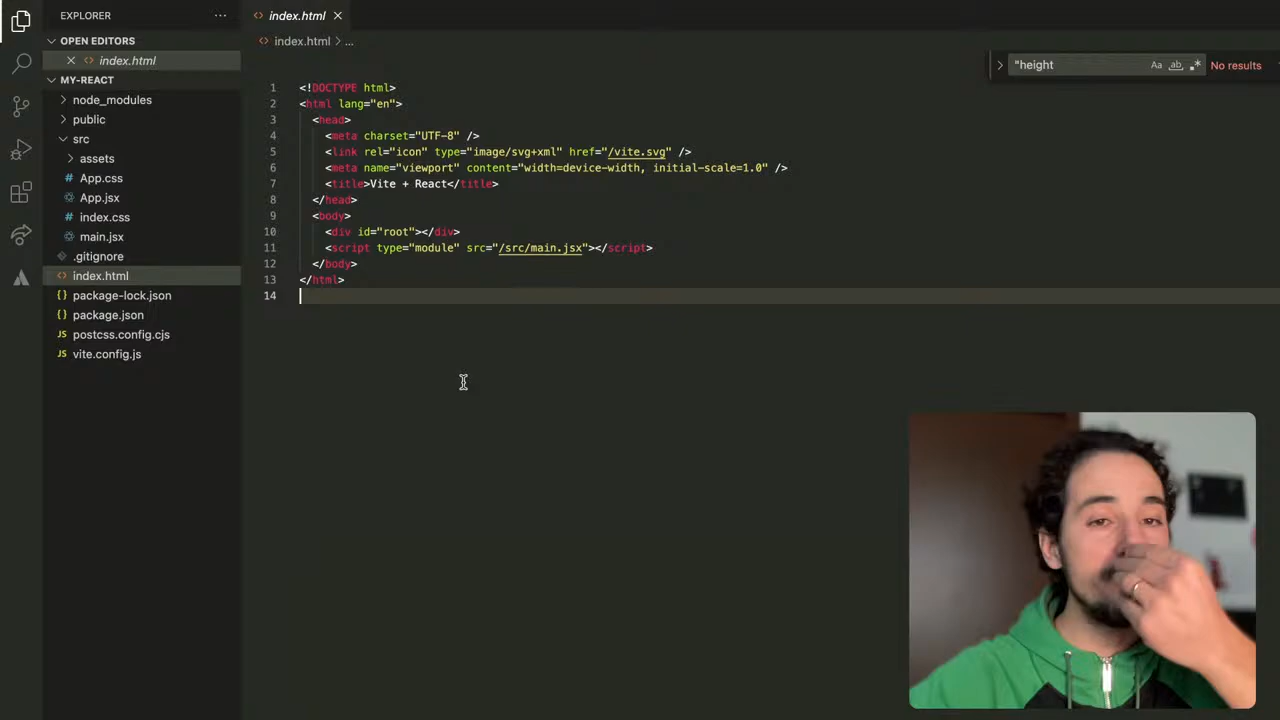 EXPLORER
OPEN EDITORS
index.html
MY-REACT
node_modules
public
src
assets
App.css
App.jsx
index.css
main.jsx
.gitignore
index.html
package-lock.json
package.json
JS postcss.config.cjs
JS vite.config.js
index.html
index.html > ...
"height
Aa ab .* No results
1 <!DOCTYPE html>
2 <html lang="en">
3 <head>
4 <meta charset="UTF-8" />
5 <link rel="icon" type="image/svg+xml" href="/vite.svg" />
6 <meta name="viewport" content="width=device-width, initial-scale=1.0" />
7 <title>Vite + React</title>
8 </head>
9 <body>
10 <div id="root"></div>
11 <script type="module" src="/src/main.jsx"></script>
12 </body>
13 </html>
14